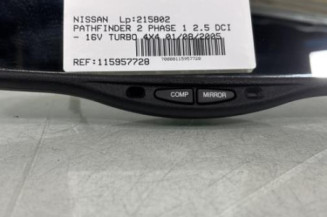 NISSAN Lp:215802
PATHFINDER 2 PHASE 1 2.5 DCI
- 16V TURBO 4X4 01/08/2005
REF:115957728
COMP
MIRROR